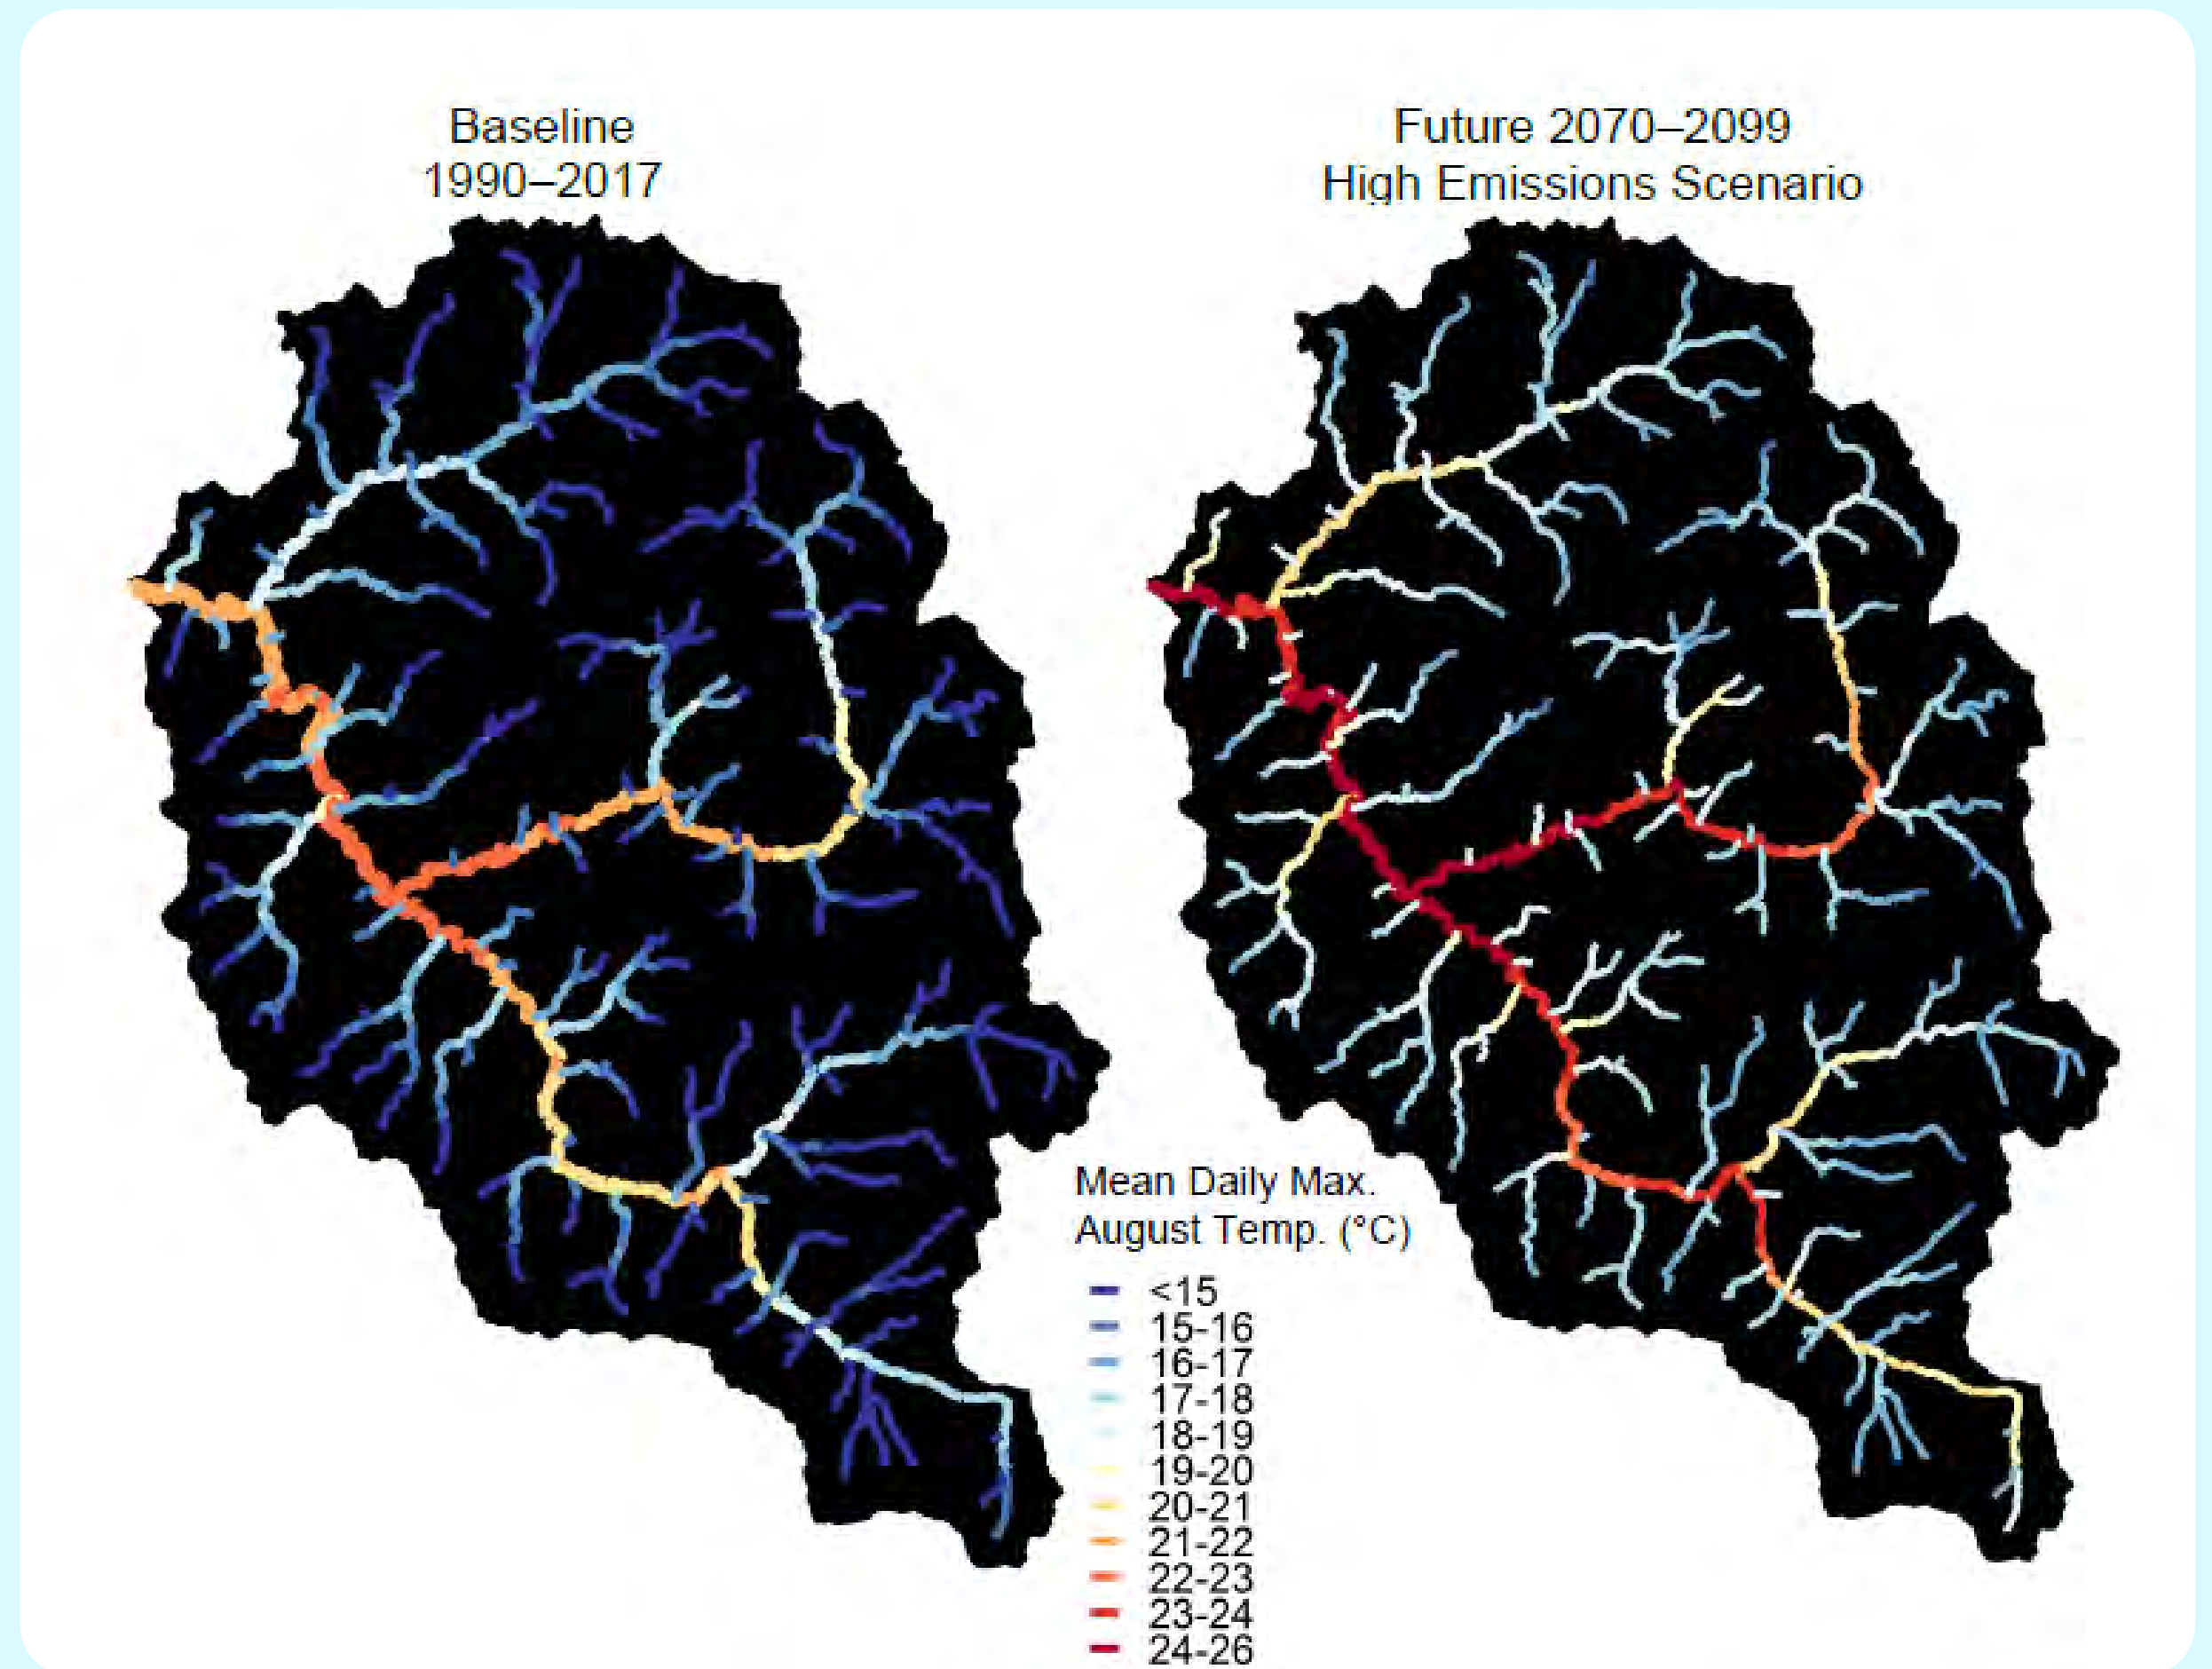 Baseline
1990–2017
Future 2070–2099
High Emissions Scenario
Mean Daily Max.
August Temp. (°C)
<15
15-16
16-17
17-18
18-19
19-20
20-21
21-22
22-23
23-24
24-26